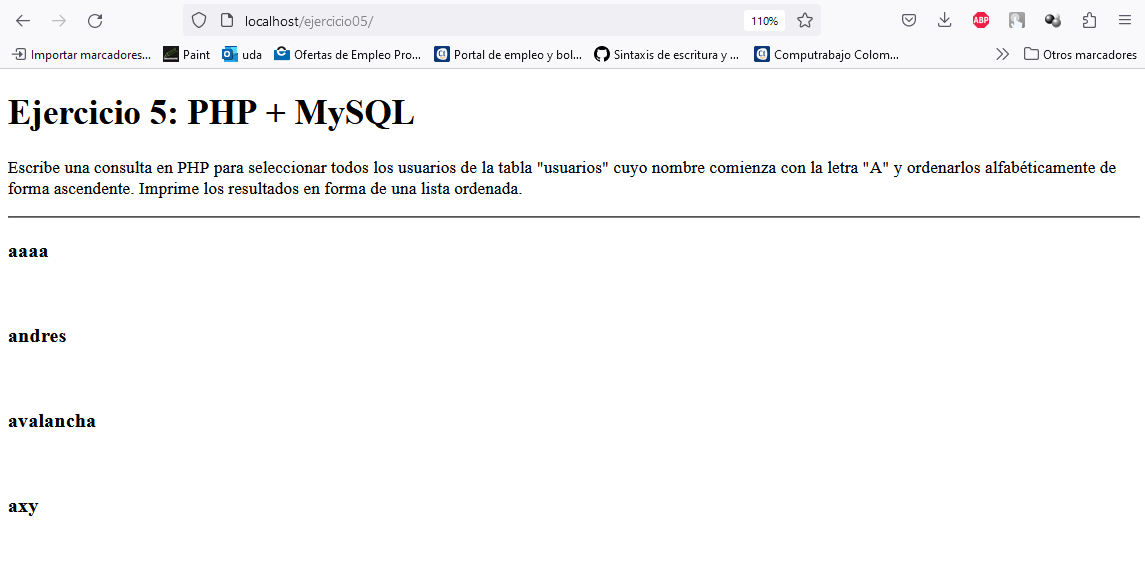 localhost/ejercicio05/
110%
ABP
Importar marcadores... Paint uda Ofertas de Empleo Pro... Portal de empleo y bol... Sintaxis de escritura y ... Computrabajo Colom... Otros marcadores
Ejercicio 5: PHP + MySQL
Escribe una consulta en PHP para seleccionar todos los usuarios de la tabla "usuarios" cuyo nombre comienza con la letra "A" y ordenarlos alfabéticamente de
forma ascendente. Imprime los resultados en forma de una lista ordenada.
aaaa
andres
avalancha
axy